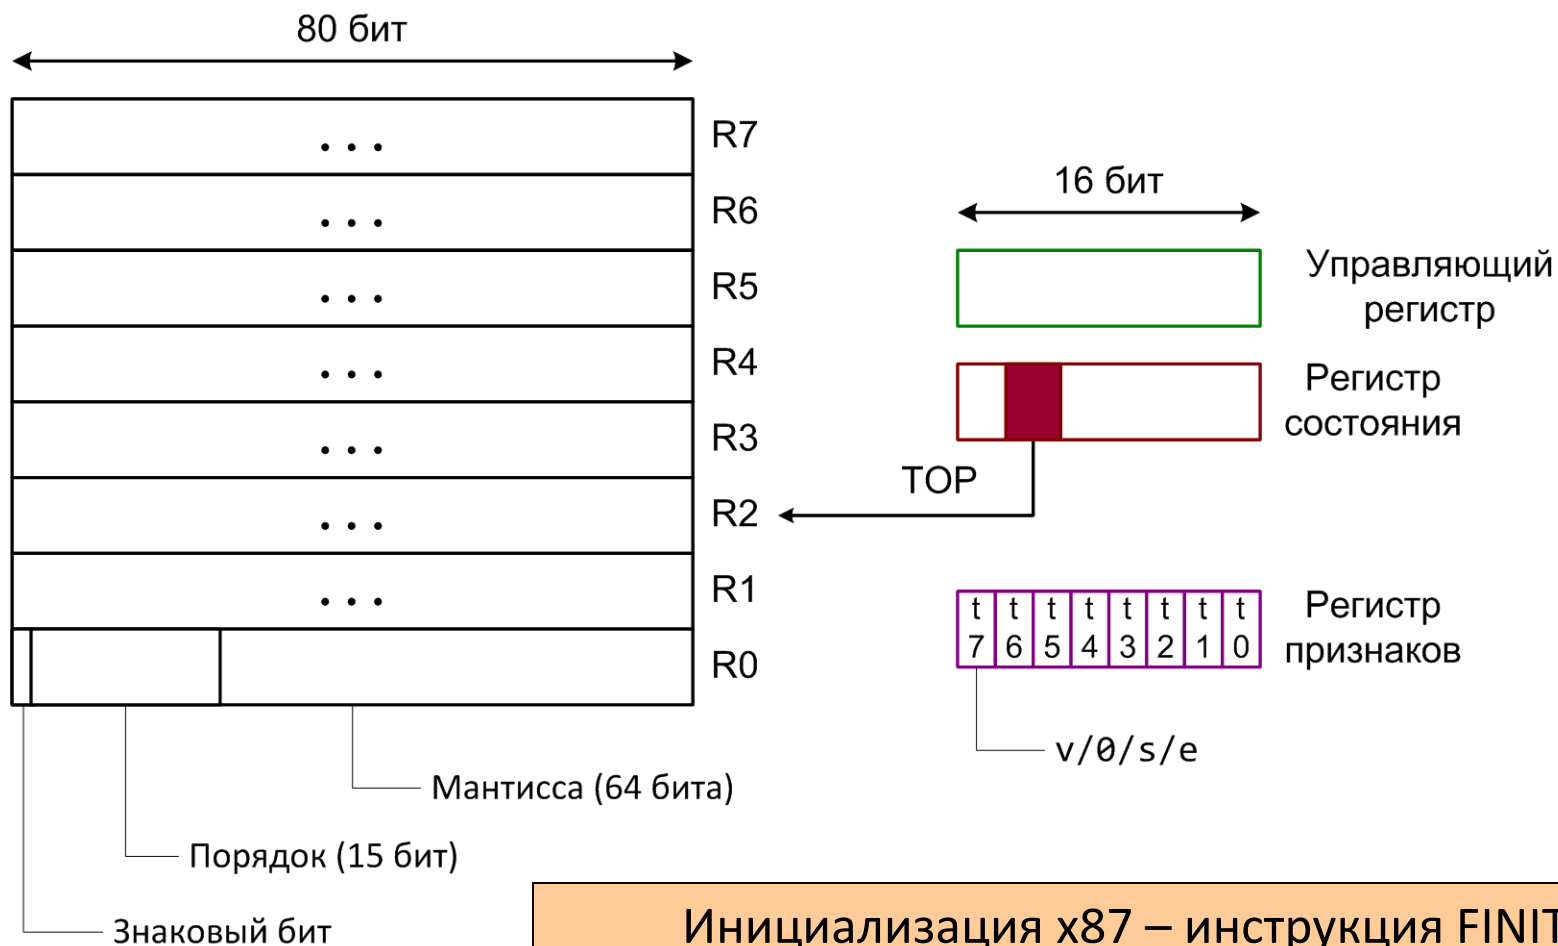 80 бит
. . .
R7
. . .
R6
. . .
R5
. . .
R4
. . .
R3
. . .
R2
. . .
R1
R0
16 бит
Управляющий
регистр
Регистр
состояния
TOP
t t t t t t t t
7 6 5 4 3 2 1 0
Регистр
признаков
v/0/s/e
Мантисса (64 бита)
Порядок (15 бит)
Знаковый бит
Инициализация x87 – инструкция FINIT